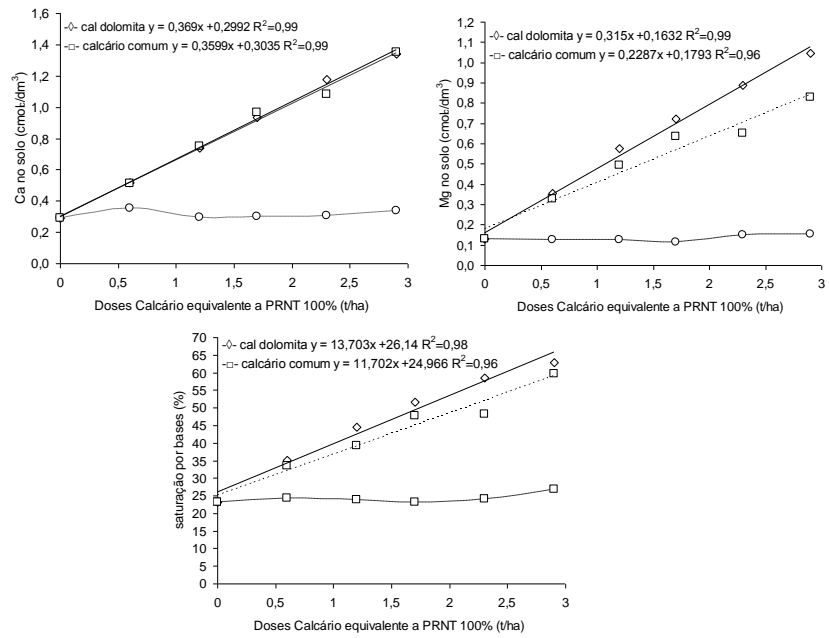 -◇- cal dolomita y = 0,369x +0,2992 R²=0,99
-□- calcário comum y = 0,3599x +0,3035 R²=0,99
1,6
1,4
1,2
1,0
0,8
0,6
0,4
0,2
0,0
Ca no solo (cmolc/dm³)
0 0,5 1 1,5 2 2,5 3
Doses Calcário equivalente a PRNT 100% (t/ha)
-◇- cal dolomita y = 0,315x +0,1632 R²=0,99
-□- calcário comum y = 0,2287x +0,1793 R²=0,96
1,2
1,1
1,0
0,9
0,8
0,7
0,6
0,5
0,4
0,3
0,2
0,1
0,0
Mg no solo (cmolc/dm³)
0 0,5 1 1,5 2 2,5 3
Doses Calcário equivalente a PRNT 100% (t/ha)
-◇- cal dolomita y = 13,703x +26,14 R²=0,98
-□- calcário comum y = 11,702x +24,966 R²=0,96
70
65
60
55
50
45
40
35
30
25
20
15
10
5
0
saturação por bases (%)
0 0,5 1 1,5 2 2,5 3
Doses Calcário equivalente a PRNT 100% (t/ha)